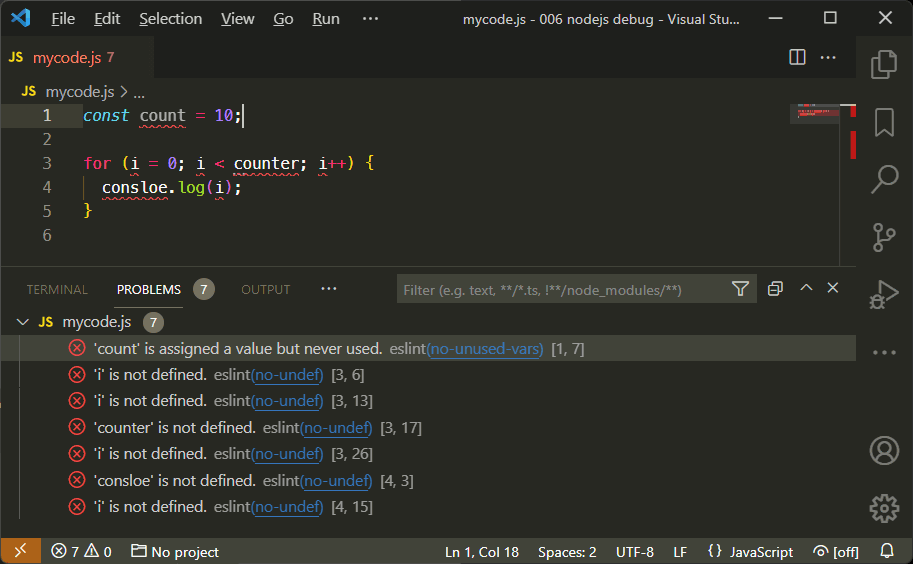 File Edit Selection View Go Run ··· mycode.js - 006 nodejs debug - Visual Stu...
JS mycode.js 7 ···
JS mycode.js > ...
1 const count = 10;
2
3 for (i = 0; i < counter; i++) {
4 consloe.log(i);
5 }
6
TERMINAL PROBLEMS 7 OUTPUT ··· Filter (e.g. text, **/*.ts, !**/node_modules/**)
JS mycode.js 7
'count' is assigned a value but never used. eslint(no-unused-vars) [1, 7]
'i' is not defined. eslint(no-undef) [3, 6]
'i' is not defined. eslint(no-undef) [3, 13]
'counter' is not defined. eslint(no-undef) [3, 17]
'i' is not defined. eslint(no-undef) [3, 26]
'consloe' is not defined. eslint(no-undef) [4, 3]
'i' is not defined. eslint(no-undef) [4, 15]
7 0 No project Ln 1, Col 18 Spaces: 2 UTF-8 LF {} JavaScript [off]